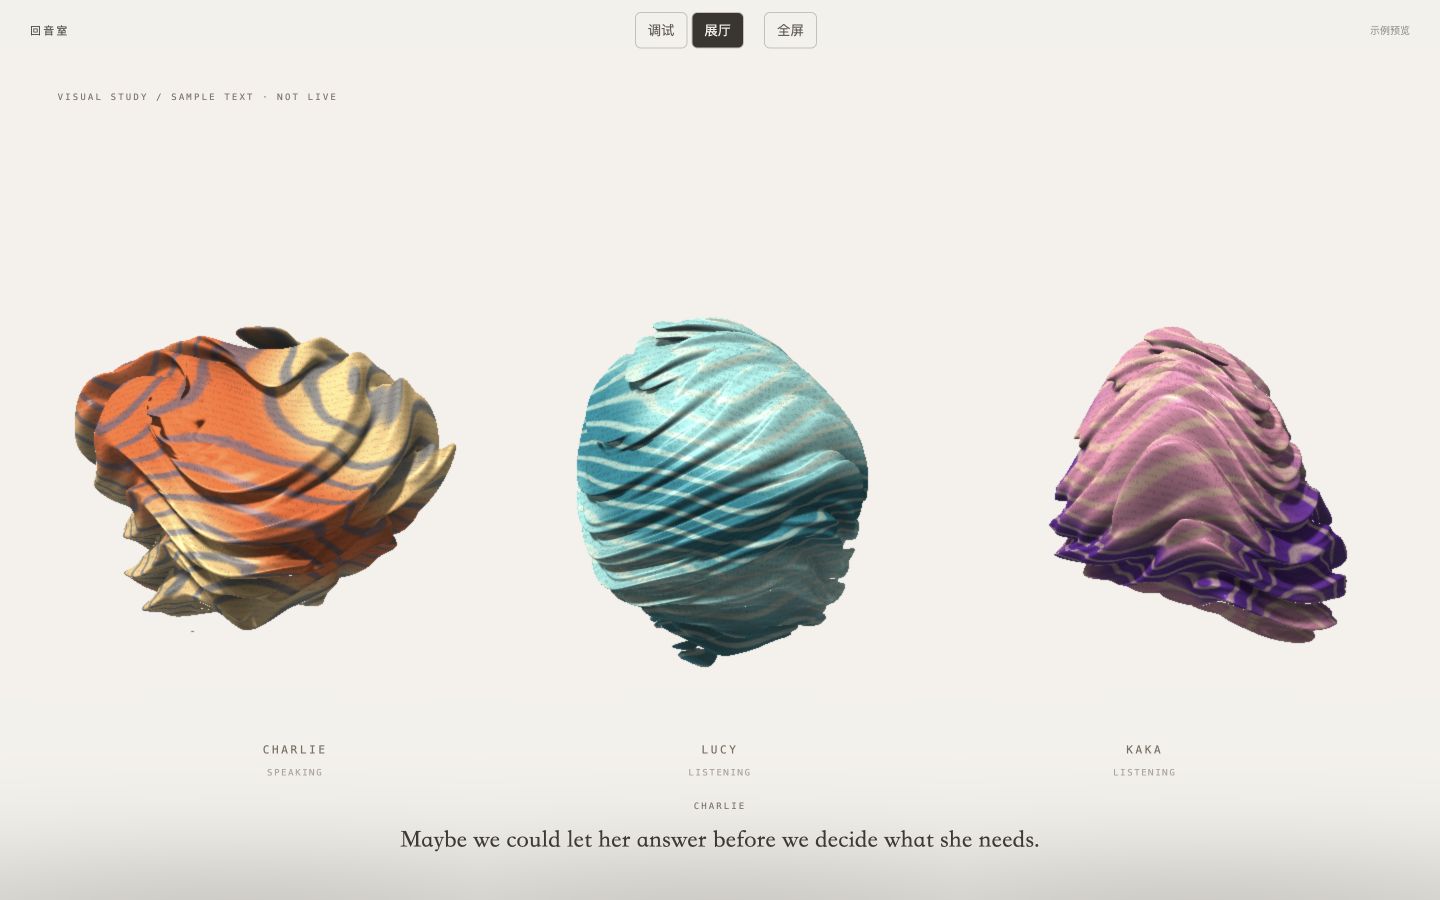 回音室
调试 展厅 全屏
示例预览
VISUAL STUDY / SAMPLE TEXT · NOT LIVE
CHARLIE
SPEAKING
LUCY
LISTENING
KAKA
LISTENING
CHARLIE
Maybe we could let her answer before we decide what she needs.